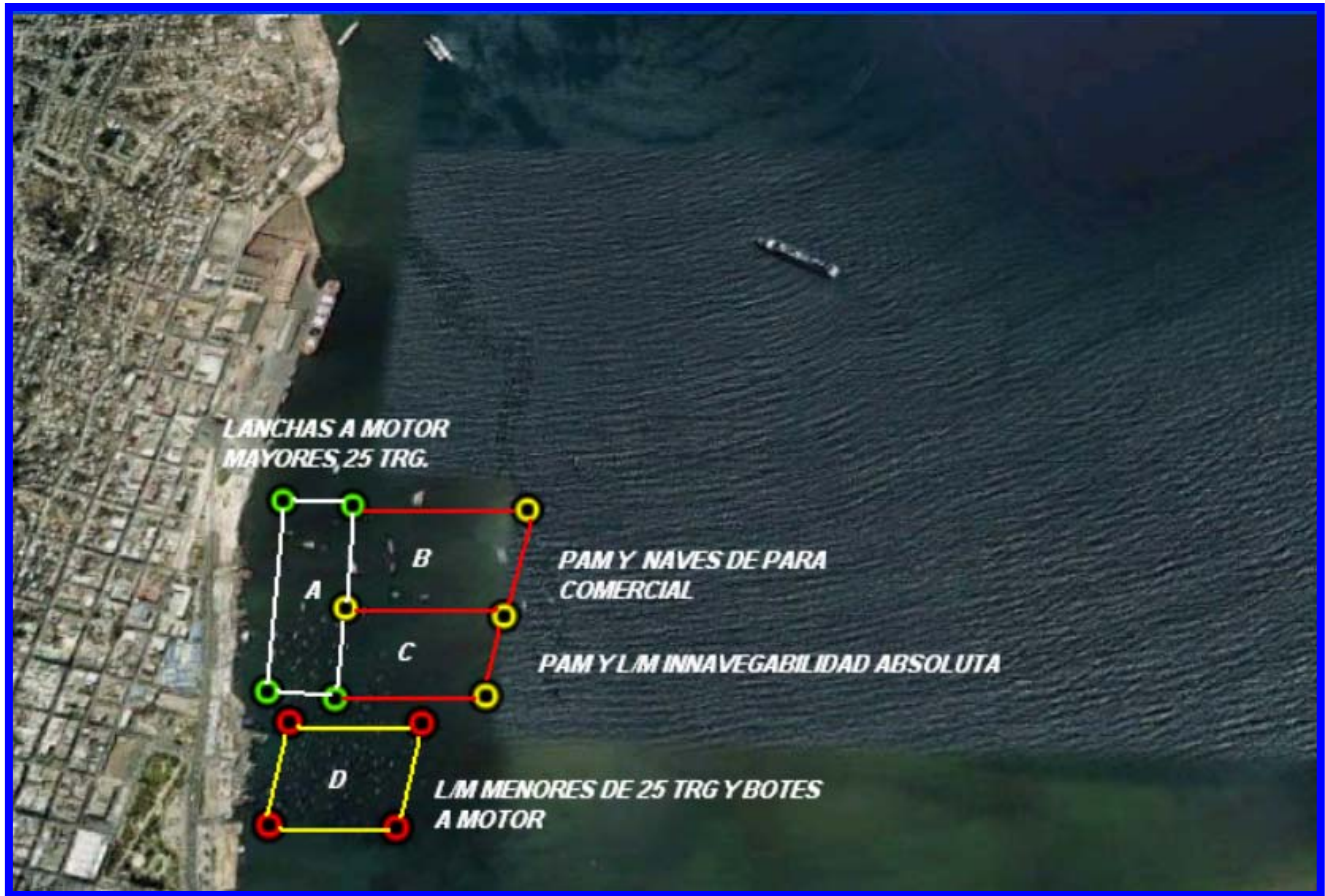 LANCHAS A MOTOR
MAYORES 25 TRG.
B
A
PAM Y NAVES DE PARA
COMERCIAL
C
PAM Y L/M INNAVEGABILIDAD ABSOLUTA
D
L/M MENORES DE 25 TRG Y BOTES
A MOTOR